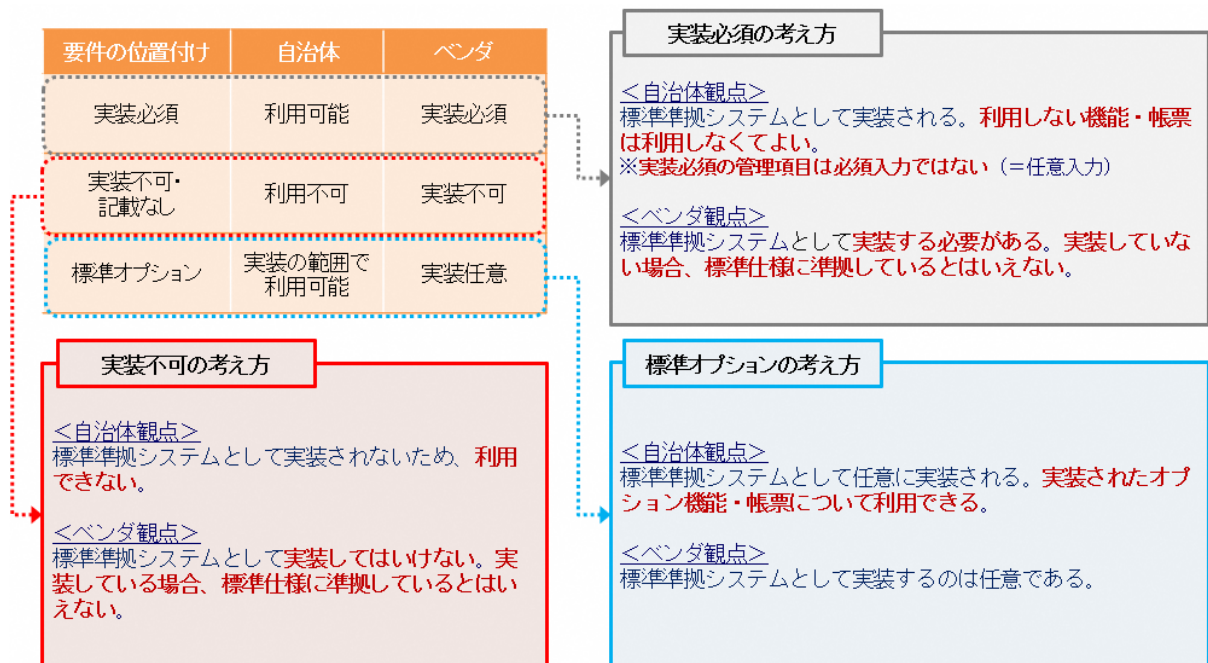 要件の位置付け 自治体 ベンダ
実装必須 利用可能 実装必須
実装不可・
記載なし
利用不可 実装不可
標準オプション
実装の範囲で
利用可能
実装任意
実装必須の考え方
<自治体観点>
標準準拠システムとして実装される。利用しない機能・帳票
は利用しなくてよい。
※実装必須の管理項目は必須入力ではない（＝任意入力）
<ベンダ観点>
標準準拠システムとして実装する必要がある。実装していな
い場合、標準仕様に準拠しているとはいえない。
実装不可の考え方
<自治体観点>
標準準拠システムとして実装されないため、利用
できない。
<ベンダ観点>
標準準拠システムとして実装してはいけない。実
装している場合、標準仕様に準拠しているとはい
えない。
標準オプションの考え方
<自治体観点>
標準準拠システムとして任意に実装される。実装されたオプ
ション機能・帳票について利用できる。
<ベンダ観点>
標準準拠システムとして実装するのは任意である。